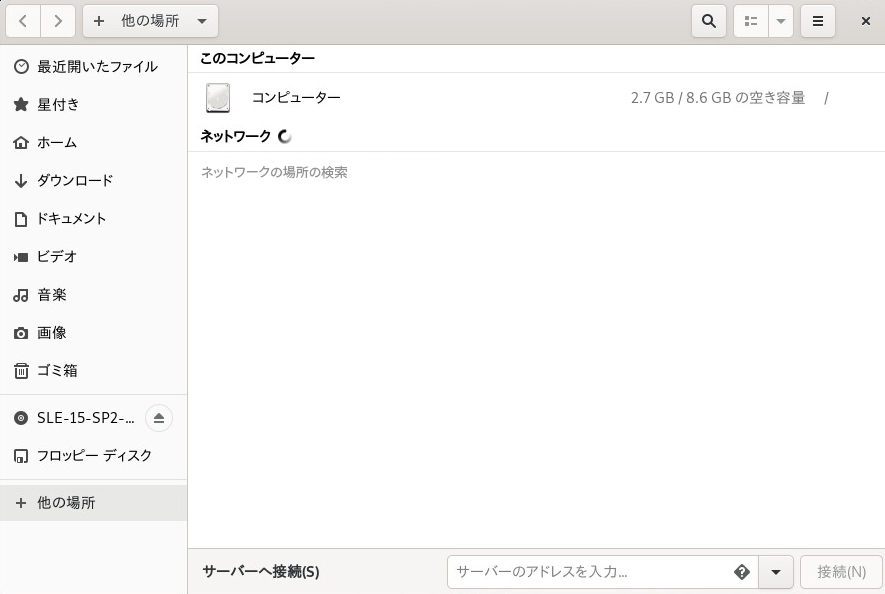 他の場所
最近開いたファイル
星付き
ホーム
ダウンロード
ドキュメント
ビデオ
音楽
画像
ゴミ箱
SLE-15-SP2-...
フロッピー ディスク
他の場所
このコンピューター
コンピューター 2.7 GB / 8.6 GB の空き容量 /
ネットワーク
ネットワークの場所の検索
サーバーへ接続(S) サーバーのアドレスを入力... 接続(N)